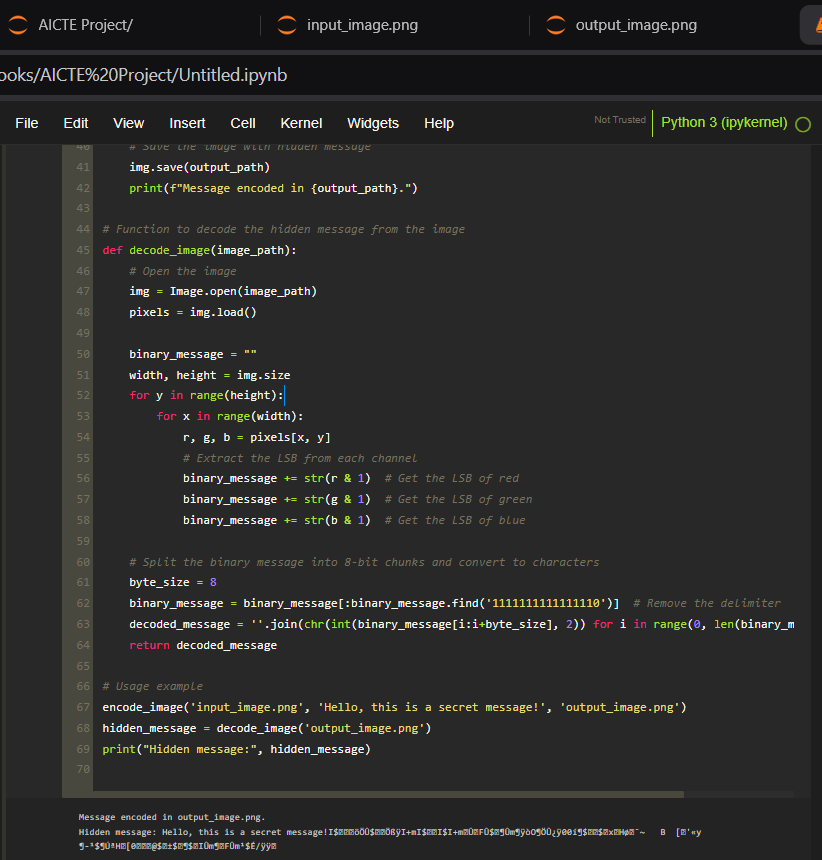 AICTE Project/
input_image.png
output_image.png
ooks/AICTE%20Project/Untitled.ipynb
File Edit View Insert Cell Kernel Widgets Help Not Trusted Python 3 (ipykernel)
40 # Save the image with hidden message
41 img.save(output_path)
42 print(f"Message encoded in {output_path}.")
43
44 # Function to decode the hidden message from the image
45 def decode_image(image_path):
46 # Open the image
47 img = Image.open(image_path)
48 pixels = img.load()
49
50 binary_message = ""
51 width, height = img.size
52 for y in range(height):
53 for x in range(width):
54 r, g, b = pixels[x, y]
55 # Extract the LSB from each channel
56 binary_message += str(r & 1) # Get the LSB of red
57 binary_message += str(g & 1) # Get the LSB of green
58 binary_message += str(b & 1) # Get the LSB of blue
59
60 # Split the binary message into 8-bit chunks and convert to characters
61 byte_size = 8
62 binary_message = binary_message[:binary_message.find('1111111111111110')] # Remove the delimiter
63 decoded_message = ''.join(chr(int(binary_message[i:i+byte_size], 2)) for i in range(0, len(binary_m
64 return decoded_message
65
66 # Usage example
67 encode_image('input_image.png', 'Hello, this is a secret message!', 'output_image.png')
68 hidden_message = decode_image('output_image.png')
69 print("Hidden message:", hidden_message)
70
Message encoded in output_image.png.
Hidden message: Hello, this is a secret message!